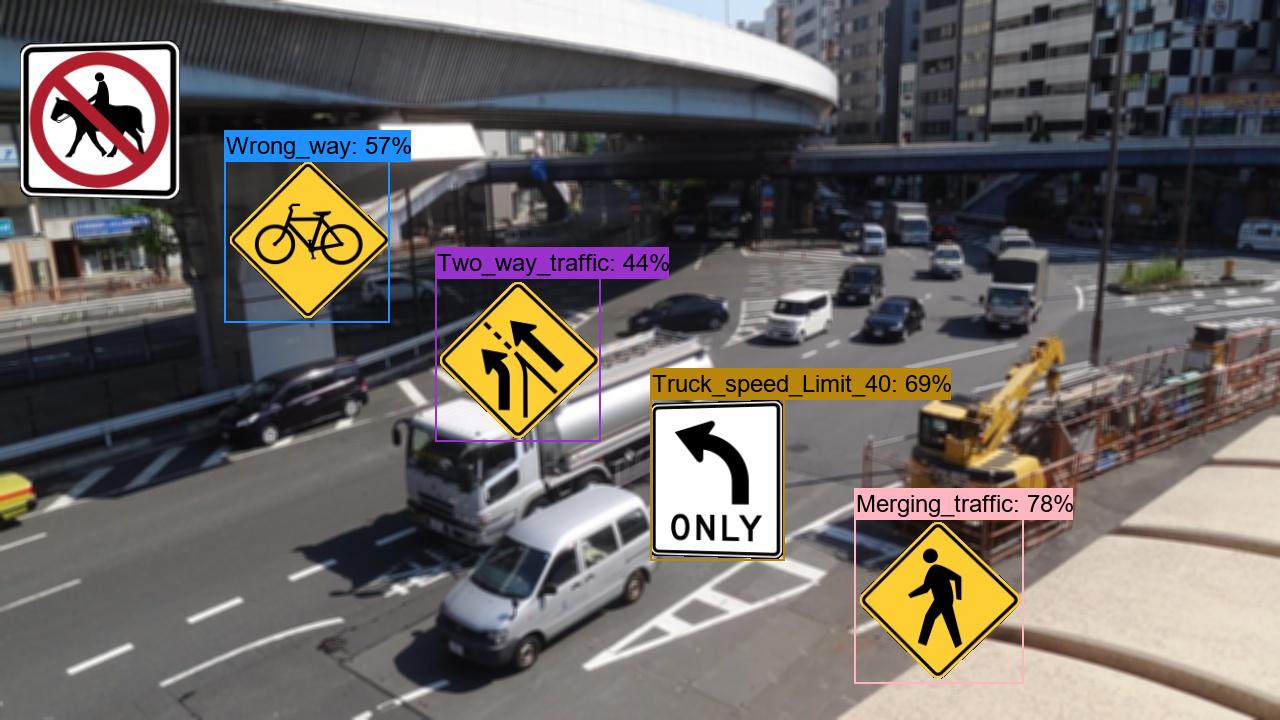 Wrong_way: 57%
Two_way_traffic: 44%
Truck_speed_Limit_40: 69%
ONLY
Merging_traffic: 78%